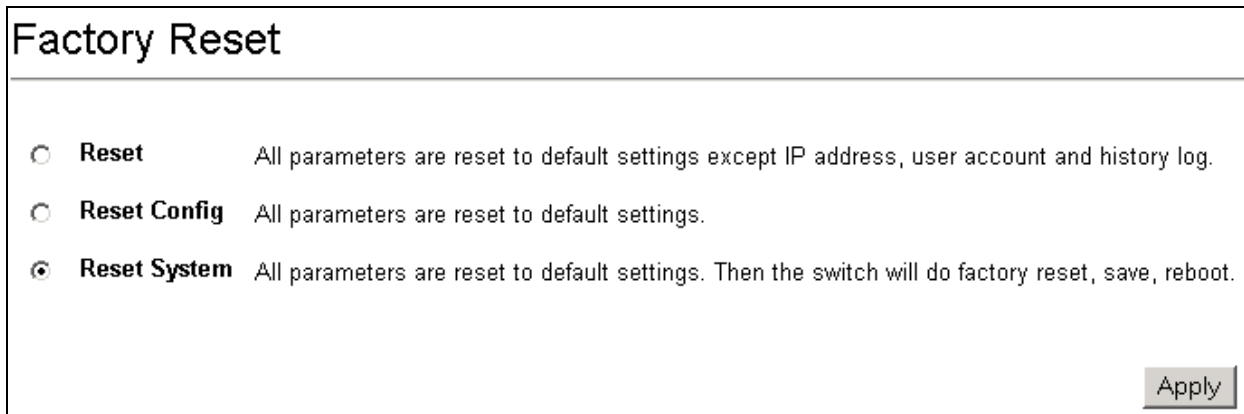 Factory Reset
Reset All parameters are reset to default settings except IP address, user account and history log.
Reset Config All parameters are reset to default settings.
Reset System All parameters are reset to default settings. Then the switch will do factory reset, save, reboot.
Apply